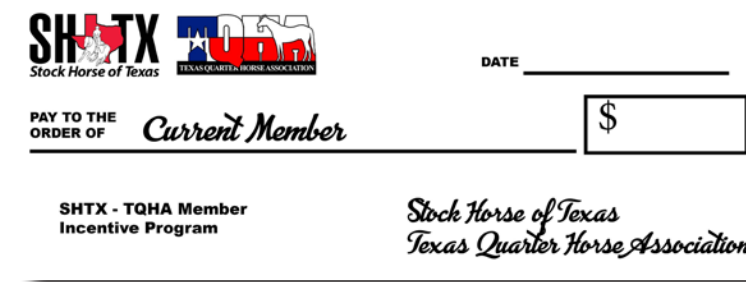 SHTX
Stock Horse of Texas
TQHA
TEXAS QUARTER HORSE ASSOCIATION
DATE
PAY TO THE
ORDER OF
Current Member
$
SHTX - TQHA Member
Incentive Program
Stock Horse of Texas
Texas Quarter Horse Association